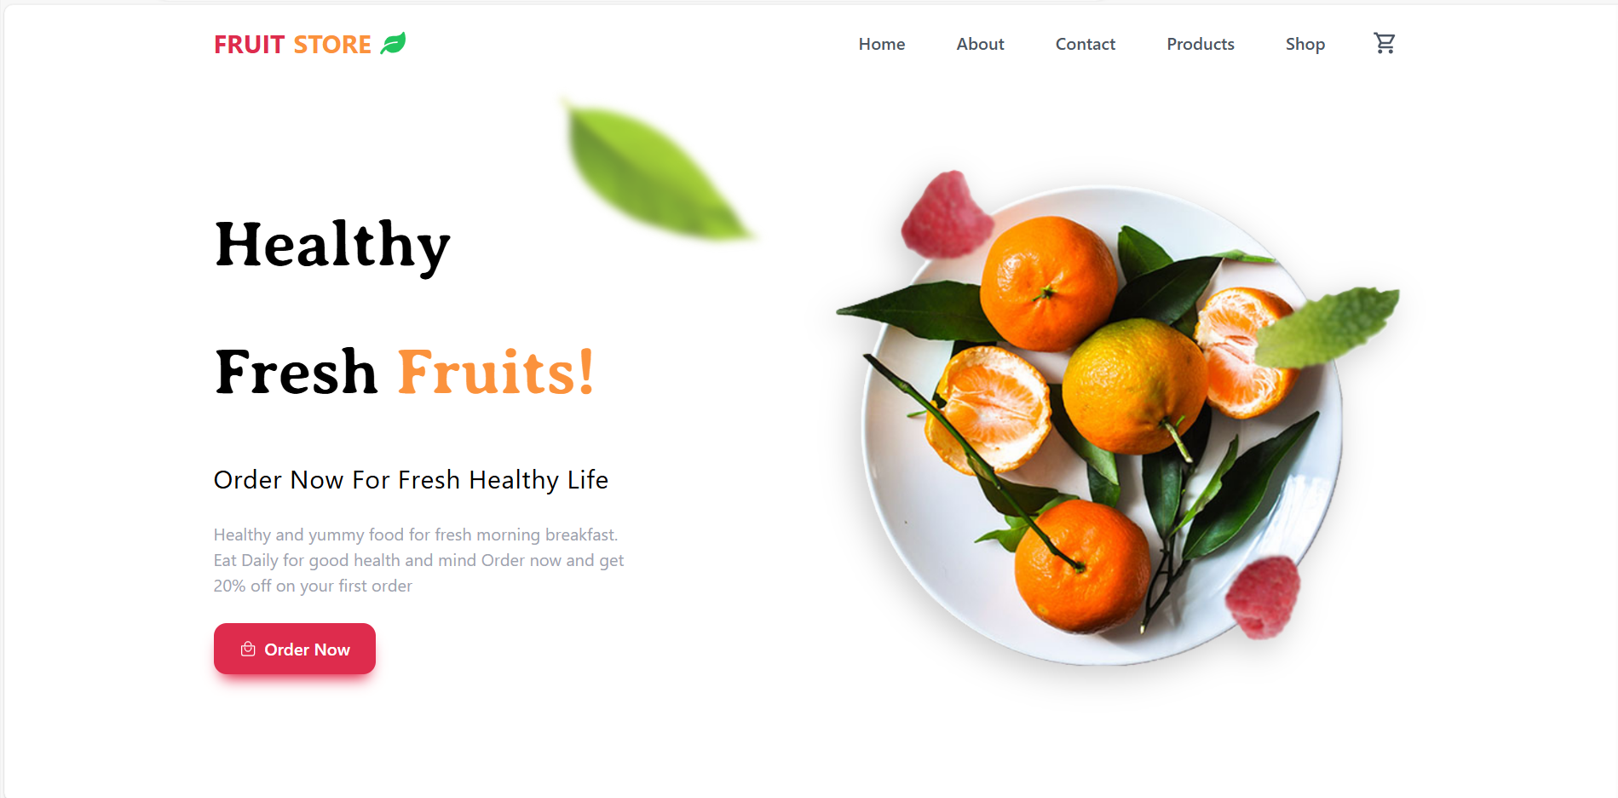 FRUIT STORE
Home About Contact Products Shop
Healthy
Fresh Fruits!
Order Now For Fresh Healthy Life
Healthy and yummy food for fresh morning breakfast.
Eat Daily for good health and mind Order now and get
20% off on your first order
Order Now